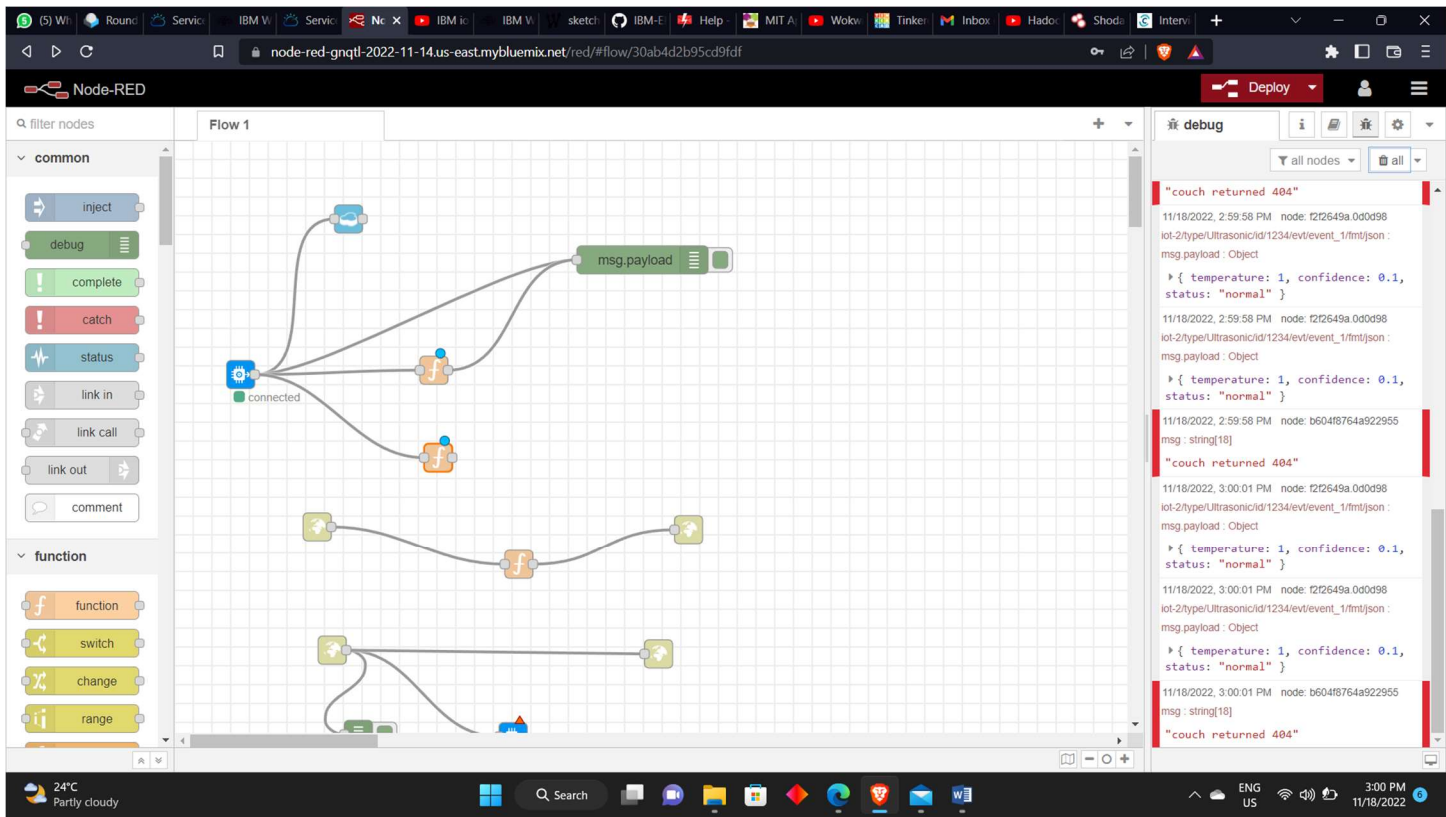 (5) Wh
Round
Service
IBM W
Service
Nc
IBM io
IBM W
sketch
IBM-E
Help -
MIT Ap
Wokw
Tinker
Inbox
Hadoc
Shoda
Intervi
node-red-gnqtl-2022-11-14.us-east.mybluemix.net/red/#flow/30ab4d2b95cd9fdf
Node-RED
Deploy
filter nodes
Flow 1
debug
i
common
all nodes
all
inject
debug
complete
catch
status
link in
link call
link out
comment
function
function
switch
change
range
msg.payload
connected
"couch returned 404"
11/18/2022, 2:59:58 PM node: f2f2649a.0d0d98
iot-2/type/Ultrasonic/id/1234/evt/event_1/fmt/json :
msg.payload : Object
{ temperature: 1, confidence: 0.1,
status: "normal" }
11/18/2022, 2:59:58 PM node: f2f2649a.0d0d98
iot-2/type/Ultrasonic/id/1234/evt/event_1/fmt/json :
msg.payload : Object
{ temperature: 1, confidence: 0.1,
status: "normal" }
11/18/2022, 2:59:58 PM node: b604f8764a922955
msg : string[18]
"couch returned 404"
11/18/2022, 3:00:01 PM node: f2f2649a.0d0d98
iot-2/type/Ultrasonic/id/1234/evt/event_1/fmt/json :
msg.payload : Object
{ temperature: 1, confidence: 0.1,
status: "normal" }
11/18/2022, 3:00:01 PM node: f2f2649a.0d0d98
iot-2/type/Ultrasonic/id/1234/evt/event_1/fmt/json :
msg.payload : Object
{ temperature: 1, confidence: 0.1,
status: "normal" }
11/18/2022, 3:00:01 PM node: b604f8764a922955
msg : string[18]
"couch returned 404"
24°C
Partly cloudy
Search
ENG
US
3:00 PM
11/18/2022
6